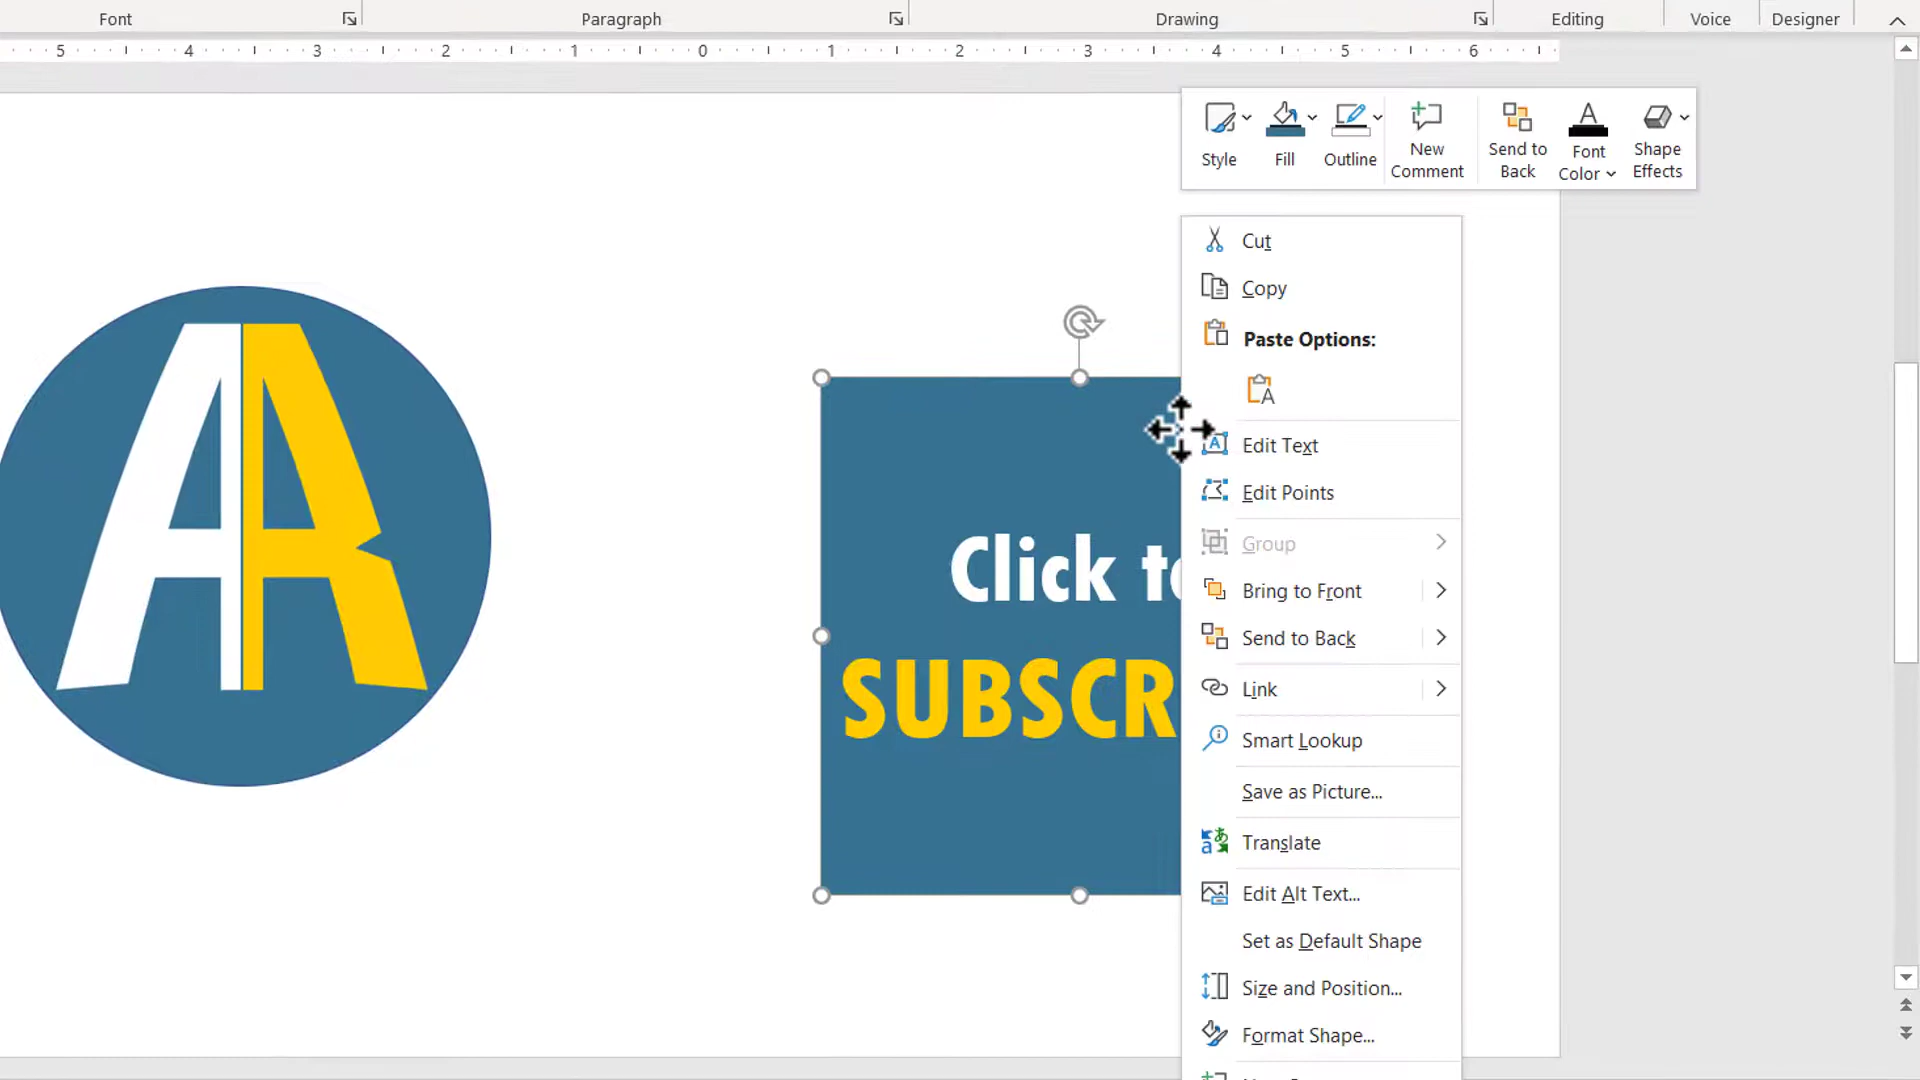 Font
Paragraph
Drawing
Editing
Voice
Designer
5 4 3 2 1 0 1 2 3 4 5 6
Style
Fill
Outline
New Comment
Send to Back
Font Color
Shape Effects
Cut
Copy
Paste Options:
A
Edit Text
Edit Points
Group
Bring to Front
Send to Back
Link
Smart Lookup
Save as Picture...
Translate
Edit Alt Text...
Set as Default Shape
Size and Position...
Format Shape...
AR
Click to
SUBSCR